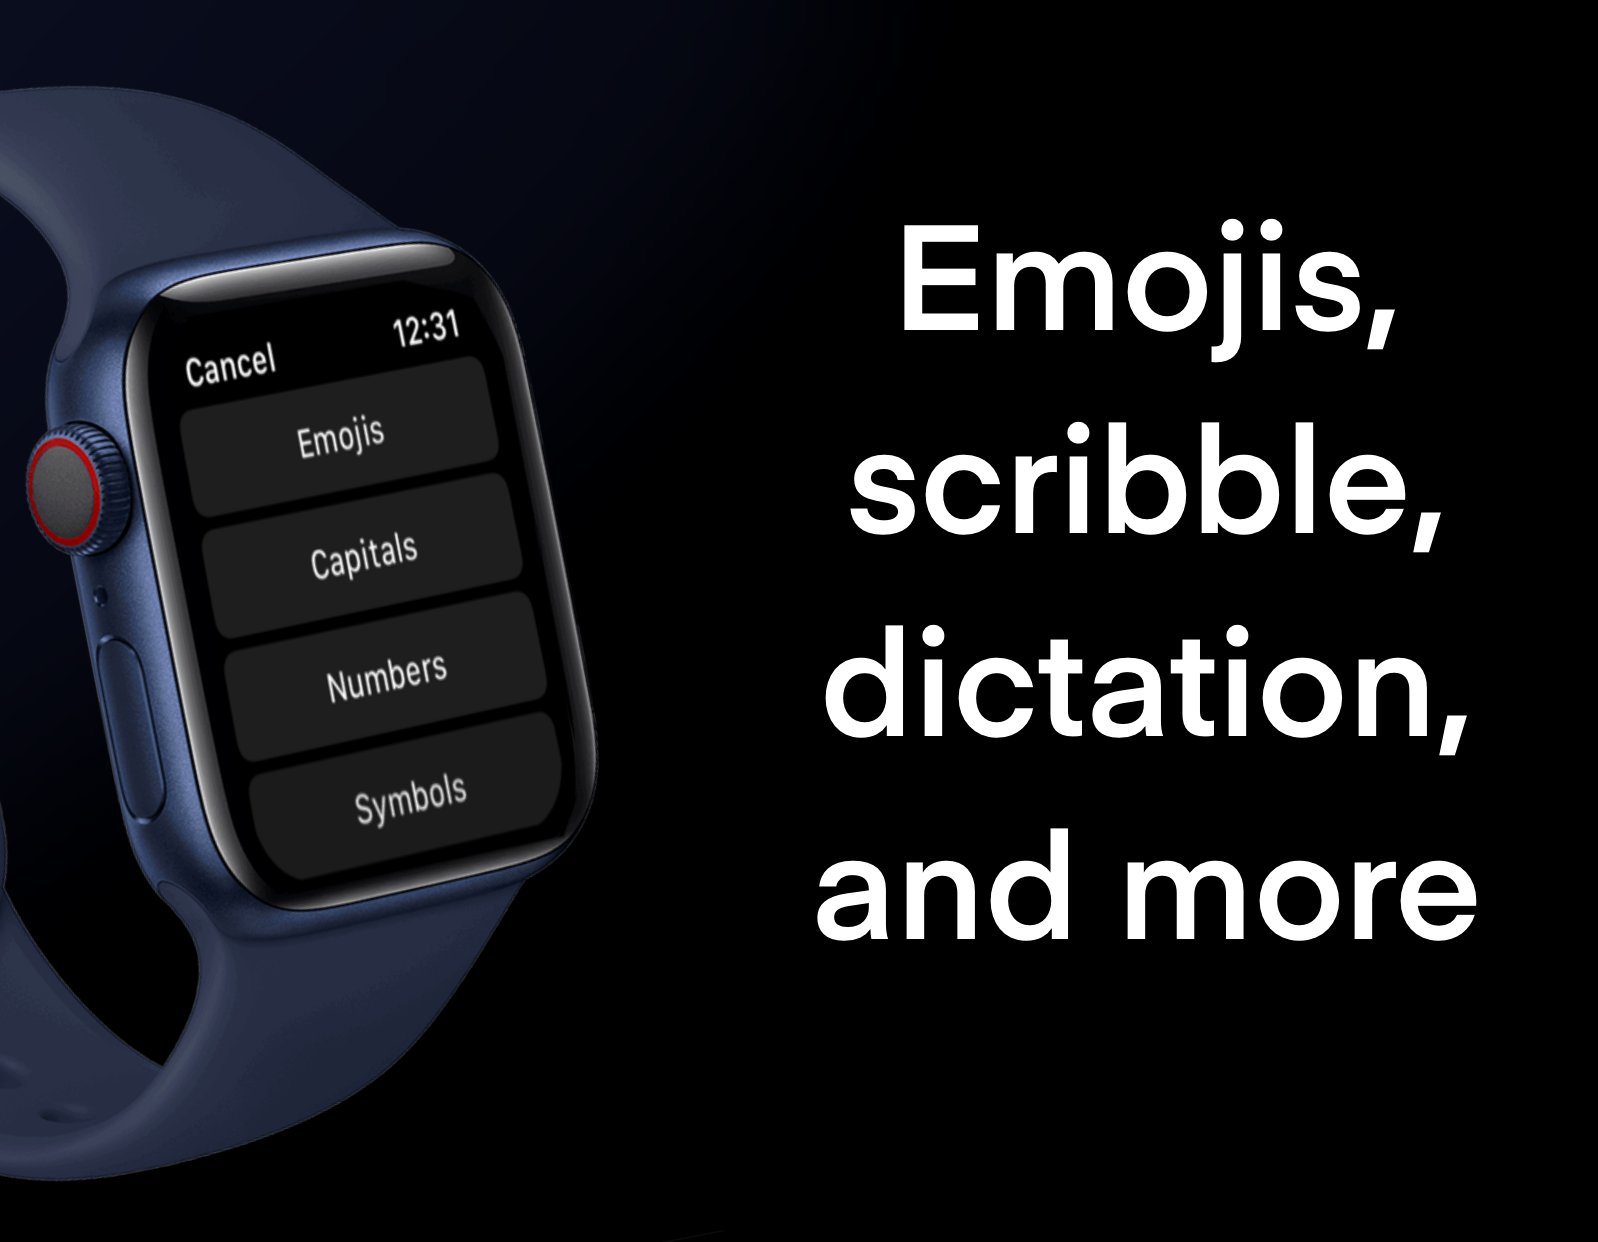 Cancel
12:31
Emojis
Capitals
Numbers
Symbols
Emojis,
scribble,
dictation,
and more